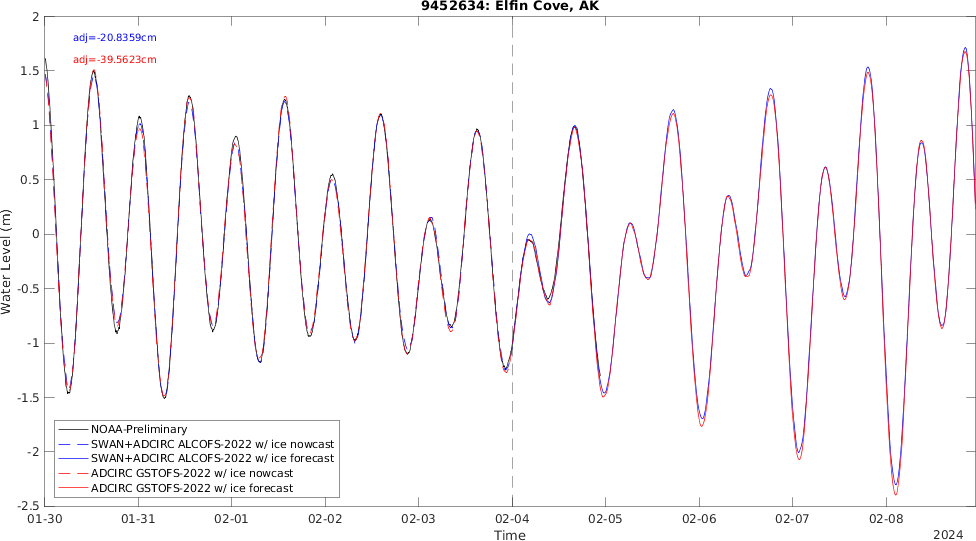 9452634: Elfin Cove, AK
adj=-20.8359cm
adj=-39.5623cm
Water Level (m)
2
1.5
1
0.5
0
-0.5
-1
-1.5
-2
-2.5
NOAA-Preliminary
SWAN+ADCIRC ALCOFS-2022 w/ ice nowcast
SWAN+ADCIRC ALCOFS-2022 w/ ice forecast
ADCIRC GSTOFS-2022 w/ ice nowcast
ADCIRC GSTOFS-2022 w/ ice forecast
01-30 01-31 02-01 02-02 02-03 02-04 02-05 02-06 02-07 02-08
Time
2024